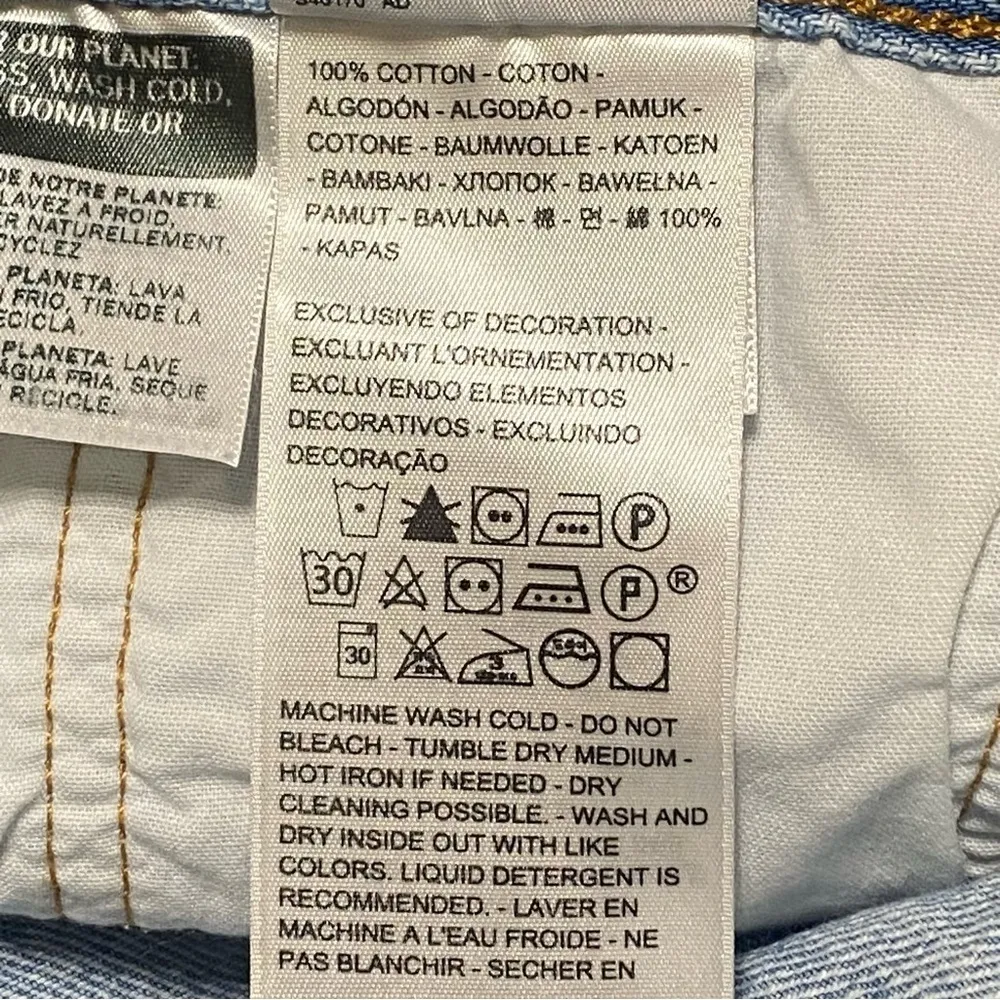 OUR PLANET:
SS, WASH COLD,
DONATE OR
DE NOTRE PLANETE:
LAVEZ A FROID,
ER NATURELLEMENT,
CYCLEZ
PLANETA: LAVA
FRIO, TIENDE LA
ECICLA.
PLANETA: LAVE
ÁGUA FRIA, SEQUE
RECICLE.
100% COTTON - COTON -
ALGODÓN - ALGODÃO - PAMUK -
COTONE - BAUMWOLLE - KATOEN
- BAMBAKI - ХЛОПОК - BAWEŁNA -
PAMUT - BAVLNA - 棉 - 면 - 綿 100%
- KAPAS
EXCLUSIVE OF DECORATION -
EXCLUANT L'ORNEMENTATION -
EXCLUYENDO ELEMENTOS
DECORATIVOS - EXCLUINDO
DECORAÇÃO
P
30 P ®
30 3
MACHINE WASH COLD - DO NOT
BLEACH - TUMBLE DRY MEDIUM -
HOT IRON IF NEEDED - DRY
CLEANING POSSIBLE. - WASH AND
DRY INSIDE OUT WITH LIKE
COLORS. LIQUID DETERGENT IS
RECOMMENDED. - LAVER EN
MACHINE A L'EAU FROIDE - NE
PAS BLANCHIR - SECHER EN